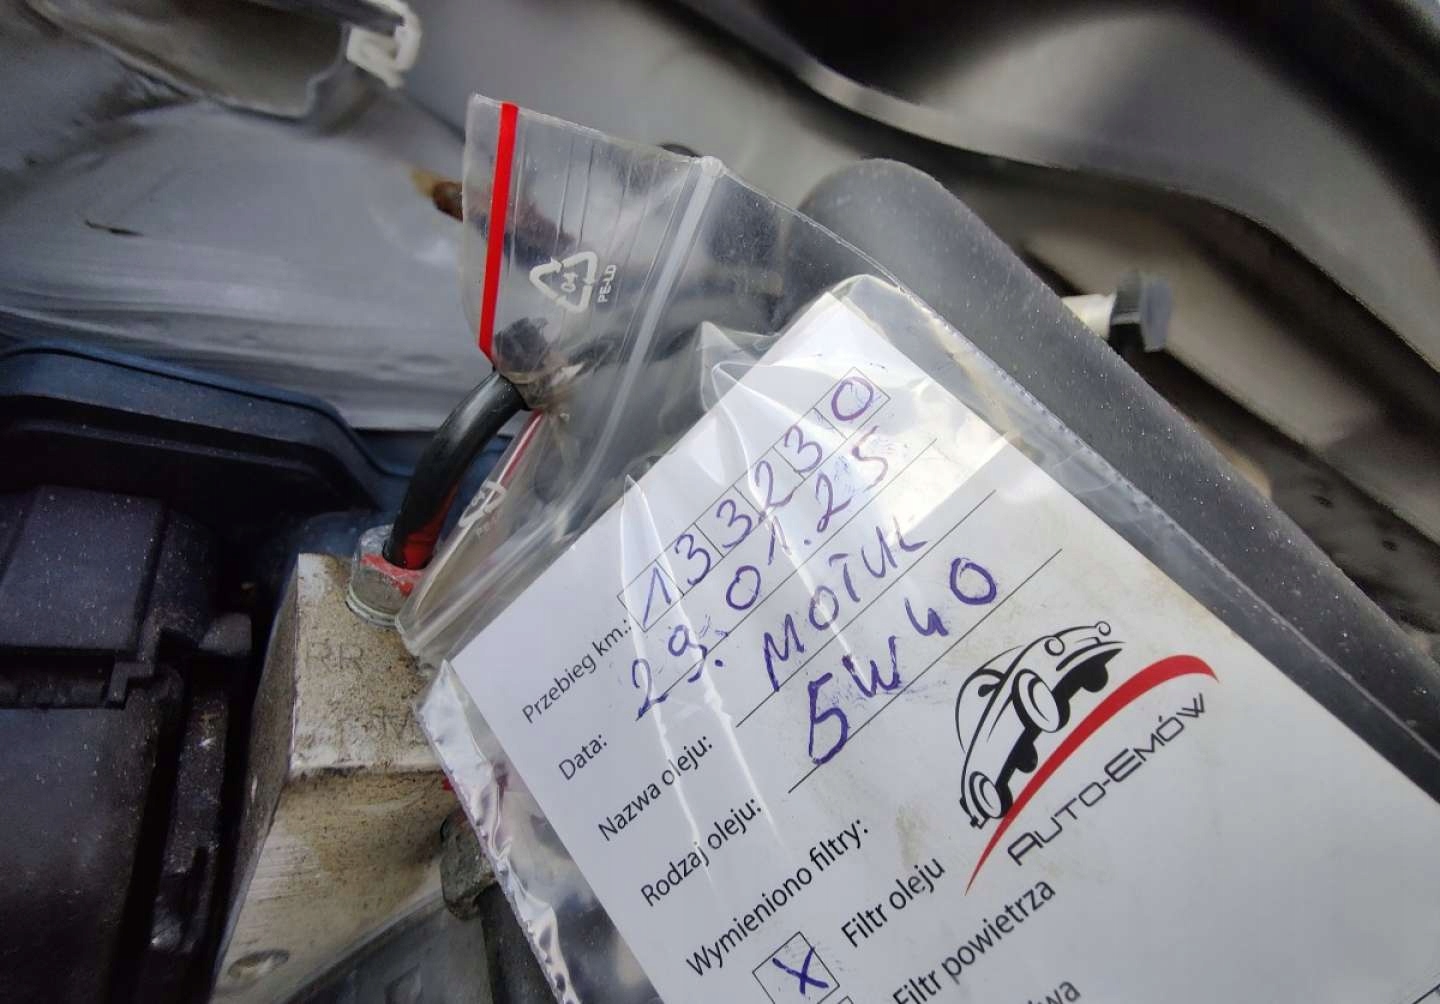 04
PE-LD
Przebieg km.: 133230
Data: 29.01.25
Nazwa oleju: MOTUL
Rodzaj oleju: 5W40
Wymieniono filtry:
X Filtr oleju
Filtr powietrza
AUTO-EMÓW
RR